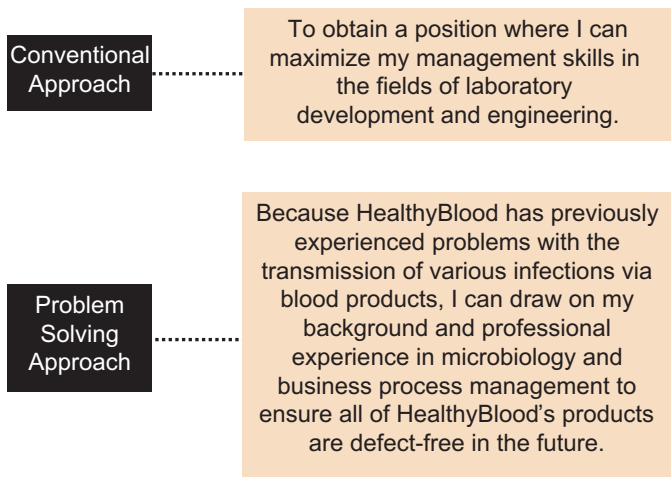 Conventional
Approach
To obtain a position where I can
maximize my management skills in
the fields of laboratory
development and engineering.
Problem
Solving
Approach
Because HealthyBlood has previously
experienced problems with the
transmission of various infections via
blood products, I can draw on my
background and professional
experience in microbiology and
business process management to
ensure all of HealthyBlood's products
are defect-free in the future.